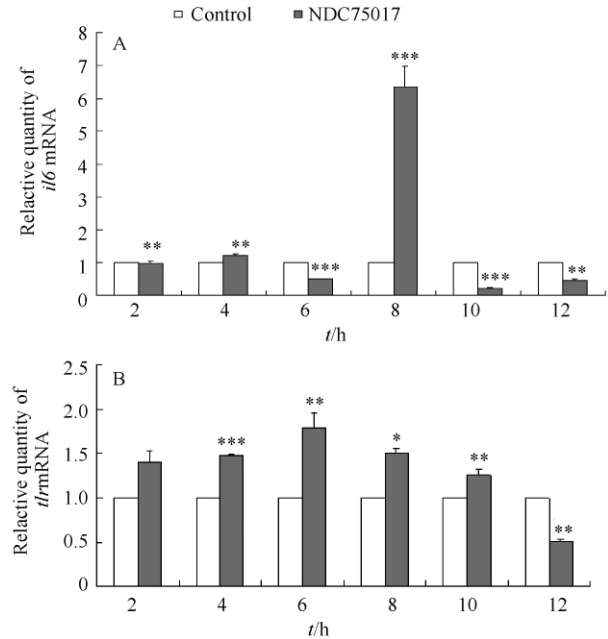 Control NDC75017
A
Relactive quantity of
il6 mRNA
8
7
6
5
4
3
2
1
0
** ** *** *** *** **
2 4 6 8 10 12
t/h
B
Relactive quantity of
tlrmRNA
2.5
2.0
1.5
1.0
0.5
0
*** ** * ** **
2 4 6 8 10 12
t/h